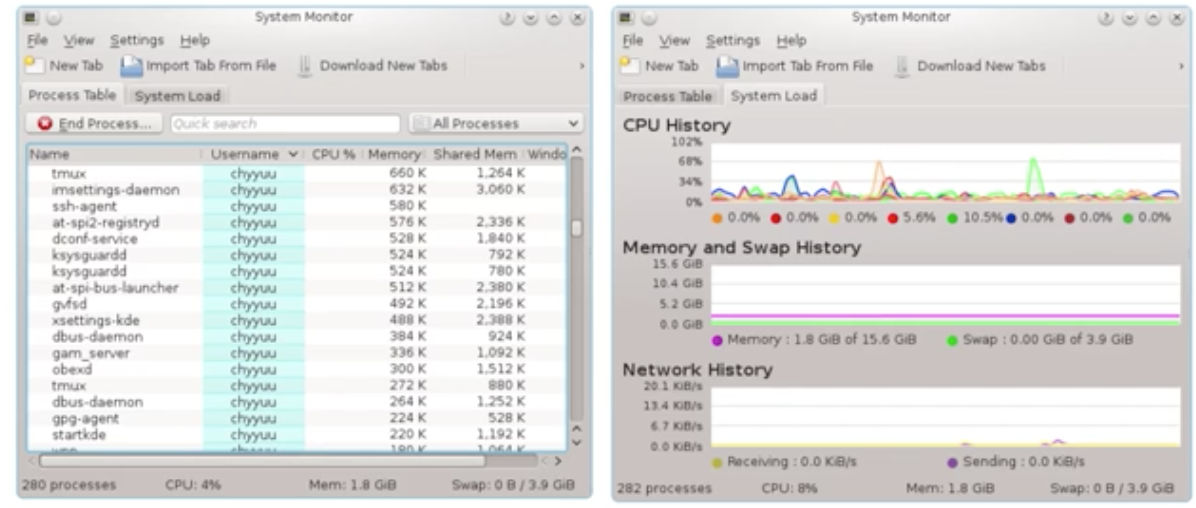 System Monitor
File View Settings Help
New Tab Import Tab From File Download New Tabs
Process Table System Load
End Process... Quick search All Processes
Name Username CPU % Memory Shared Mem Windo
tmux chyyuu 660 K 1,264 K
imsettings-daemon chyyuu 632 K 3,060 K
ssh-agent chyyuu 580 K
at-spi2-registryd chyyuu 576 K 2,336 K
dconf-service chyyuu 528 K 1,840 K
ksysguardd chyyuu 524 K 792 K
ksysguardd chyyuu 524 K 780 K
at-spi-bus-launcher chyyuu 512 K 2,380 K
gvfsd chyyuu 492 K 2,196 K
xsettings-kde chyyuu 488 K 2,388 K
dbus-daemon chyyuu 384 K 924 K
gam_server chyyuu 336 K 1,092 K
obexd chyyuu 300 K 1,512 K
tmux chyyuu 272 K 880 K
dbus-daemon chyyuu 264 K 1,252 K
gpg-agent chyyuu 224 K 528 K
startkde chyyuu 220 K 1,192 K
chyyuu 180 K 1,064 K
280 processes CPU: 4% Mem: 1.8 GiB Swap: 0 B / 3.9 GiB
System Monitor
File View Settings Help
New Tab Import Tab From File Download New Tabs
Process Table System Load
CPU History
102%
68%
34%
0%
0.0% 0.0% 0.0% 5.6% 10.5% 0.0% 0.0% 0.0%
Memory and Swap History
15.6 GiB
10.4 GiB
5.2 GiB
0.0 GiB
Memory : 1.8 GiB of 15.6 GiB Swap : 0.00 GiB of 3.9 GiB
Network History
20.1 KiB/s
13.4 KiB/s
6.7 KiB/s
0.0 KiB/s
Receiving : 0.0 KiB/s Sending : 0.0 KiB/s
282 processes CPU: 8% Mem: 1.8 GiB Swap: 0 B / 3.9 GiB